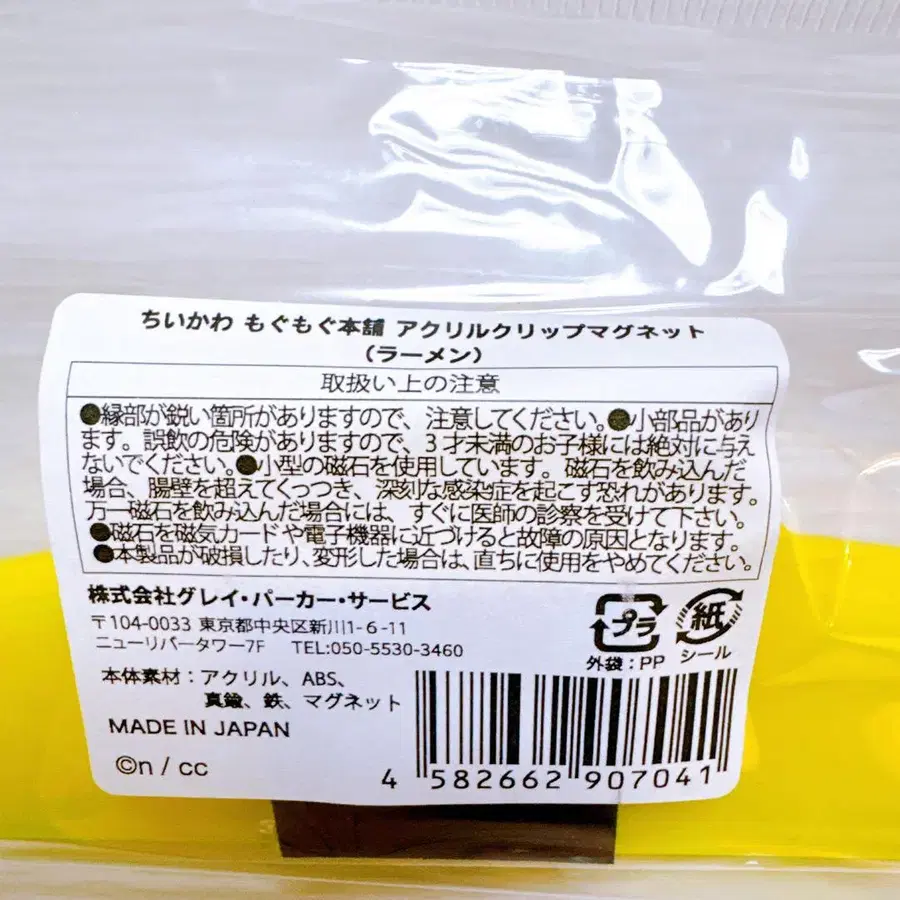 ちいかわ もぐもぐ本舗 アクリルクリップマグネット
（ラーメン）
取扱い上の注意
●縁部が鋭い箇所がありますので、注意してください。●小部品があり
ます。誤飲の危険がありますので、3才未満のお子様には絶対に与え
ないでください。●小型の磁石を使用しています。磁石を飲み込んだ
場合、腸壁を超えてくっつき、深刻な感染症を起こす恐れがあります。
万一磁石を飲み込んだ場合には、すぐに医師の診察を受けて下さい。
●磁石を磁気カードや電子機器に近づけると故障の原因となります。
●本製品が破損したり、変形した場合は、直ちに使用をやめてください。
株式会社グレイ・パーカー・サービス
〒104-0033 東京都中央区新川1-6-11
ニューリバータワー7F TEL:050-5530-3460
プラ
外装：PP
紙
シール
本体素材：アクリル、ABS、
真鍮、鉄、マグネット
MADE IN JAPAN
©n / cc
4 582662 907041